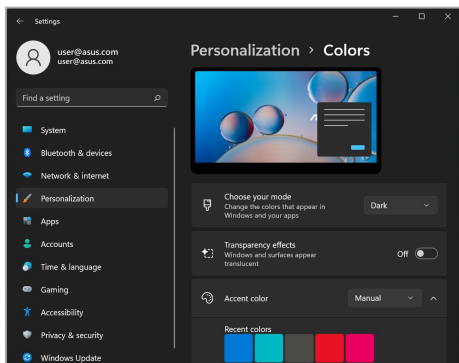 Settings
user@asus.com
user@asus.com
Find a setting
System
Bluetooth & devices
Network & internet
Personalization
Apps
Accounts
Time & language
Gaming
Accessibility
Privacy & security
Windows Update
Personalization > Colors
Choose your mode
Change the colors that appear in
Windows and your apps
Dark
Transparency effects
Windows and surfaces appear
translucent
Off
Accent color
Manual
Recent colors